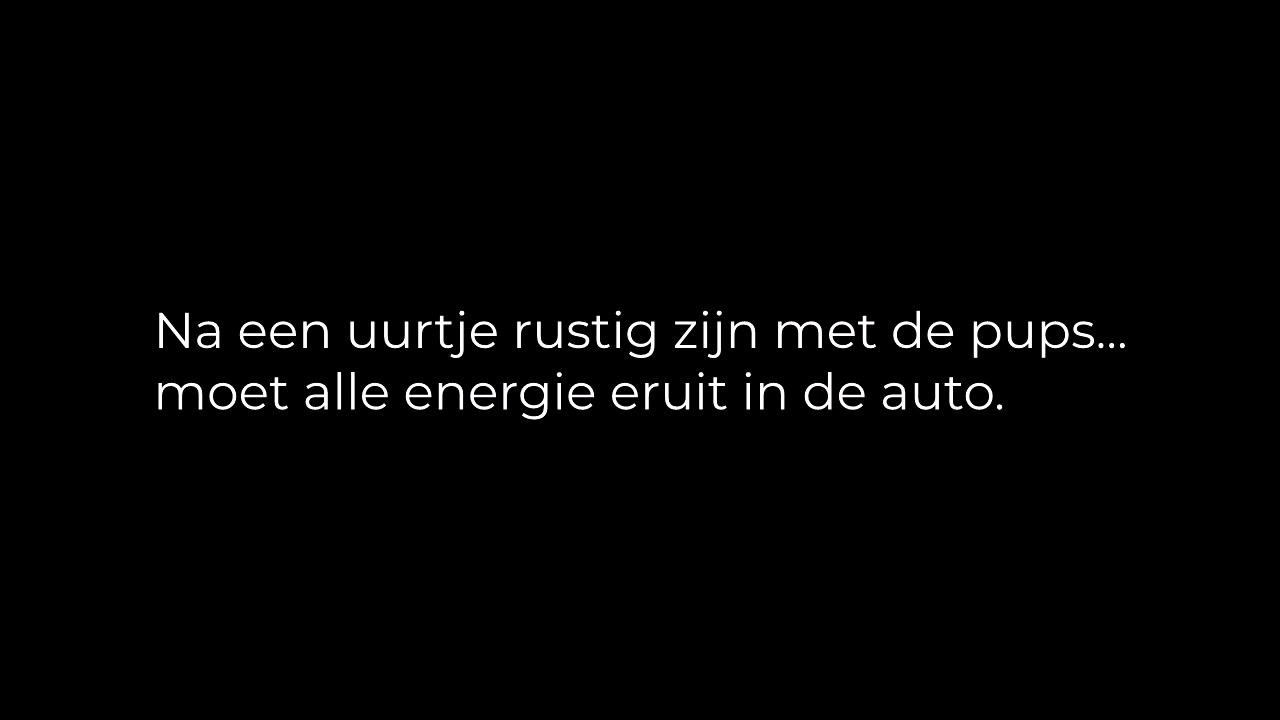 Na een uurtje rustig zijn met de pups...
moet alle energie eruit in de auto.